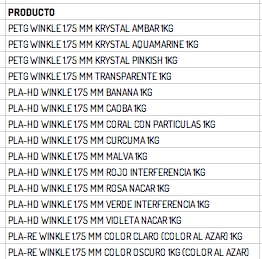 PRODUCTO
PETG WINKLE 1.75 MM KRYSTAL AMBAR 1KG
PETG WINKLE 1.75 MM KRYSTAL AQUAMARINE 1KG
PETG WINKLE 1.75 MM KRYSTAL PINKISH 1KG
PETG WINKLE 1.75 MM TRANSPARENTE 1KG
PLA-HD WINKLE 1.75 MM BANANA 1KG
PLA-HD WINKLE 1.75 MM CAOBA 1KG
PLA-HD WINKLE 1.75 MM CORAL CON PARTICULAS 1KG
PLA-HD WINKLE 1.75 MM CURCUMA 1KG
PLA-HD WINKLE 1.75 MM MALVA 1KG
PLA-HD WINKLE 1.75 MM ROJO INTERFERENCIA 1KG
PLA-HD WINKLE 1.75 MM ROSA NACAR 1KG
PLA-HD WINKLE 1.75 MM VERDE INTERFERENCIA 1KG
PLA-HD WINKLE 1.75 MM VIOLETA NACAR 1KG
PLA-RE WINKLE 1.75 MM COLOR CLARO (COLOR AL AZAR) 1KG
PLA-RE WINKLE 1.75 MM COLOR OSCURO 1KG (COLOR AL AZAR)